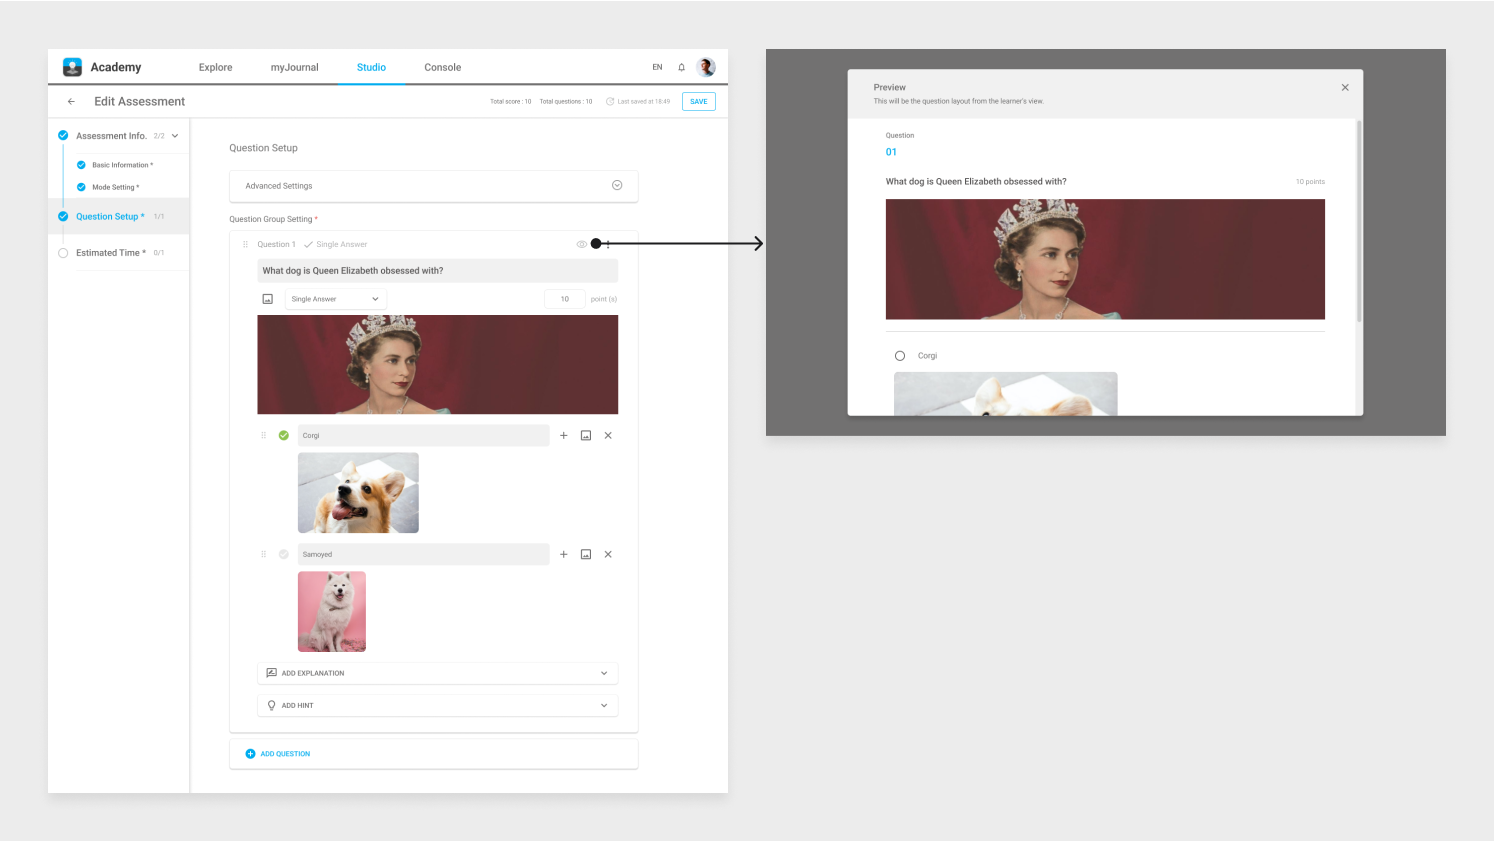 Academy
Explore
myJournal
Studio
Console
EN
Edit Assessment
Total score : 10
Total questions : 10
Last saved at 18:49
SAVE
Assessment Info. 2/2
Basic Information *
Mode Setting *
Question Setup * 1/1
Estimated Time * 0/1
Question Setup
Advanced Settings
Question Group Setting *
Question 1
Single Answer
What dog is Queen Elizabeth obsessed with?
Single Answer
10
point (s)
Corgi
Samoyed
ADD EXPLANATION
ADD HINT
ADD QUESTION
Preview
This will be the question layout from the learner's view.
Question
01
What dog is Queen Elizabeth obsessed with?
10 points
Corgi